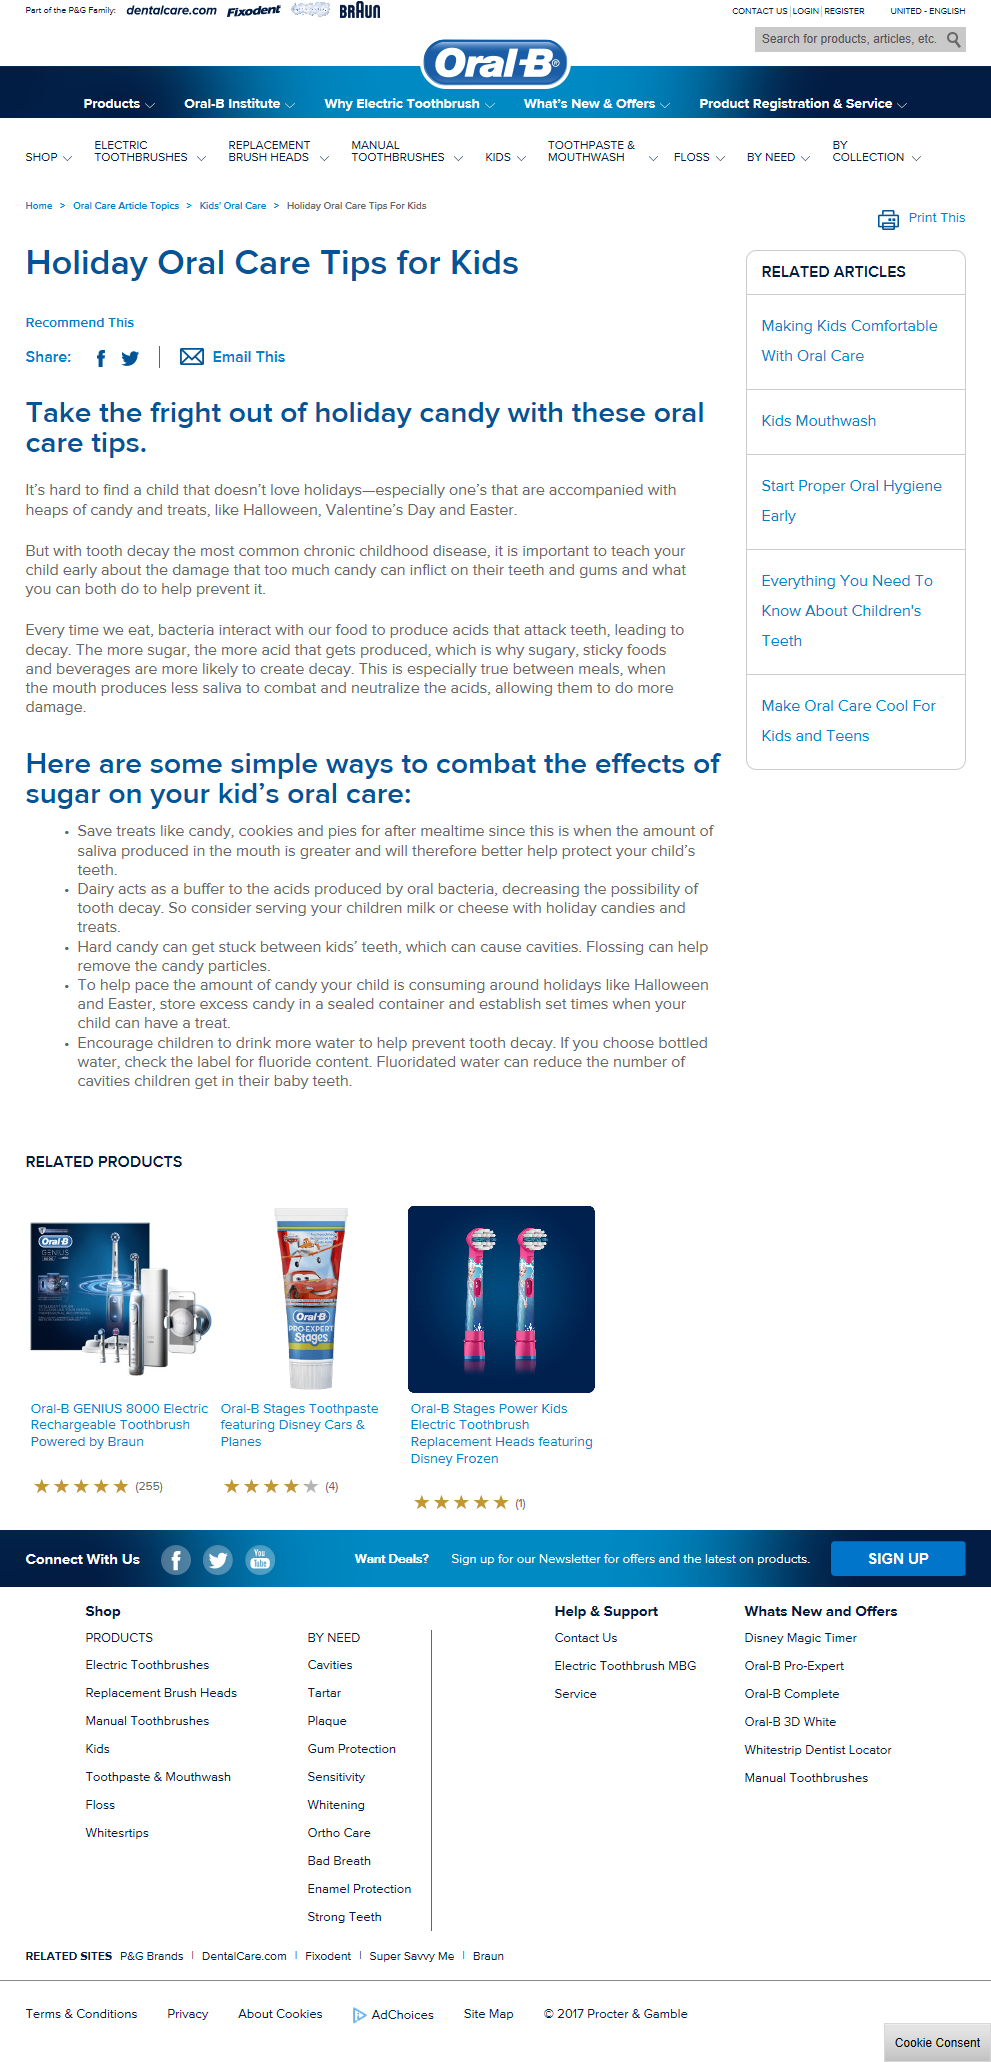 Part of the P&G Family: dentalcare.com Fixodent BRAUN
CONTACT US | LOGIN | REGISTER UNITED - ENGLISH
Search for products, articles, etc.
Oral-B®
Products Oral-B Institute Why Electric Toothbrush What's New & Offers Product Registration & Service
SHOP
ELECTRIC
TOOTHBRUSHES
REPLACEMENT
BRUSH HEADS
MANUAL
TOOTHBRUSHES
KIDS
TOOTHPASTE &
MOUTHWASH
FLOSS
BY NEED
BY
COLLECTION
Home > Oral Care Article Topics > Kids' Oral Care > Holiday Oral Care Tips For Kids
Print This
Holiday Oral Care Tips for Kids
Recommend This
Share: Email This
Take the fright out of holiday candy with these oral
care tips.
It's hard to find a child that doesn't love holidays—especially one's that are accompanied with
heaps of candy and treats, like Halloween, Valentine's Day and Easter.
But with tooth decay the most common chronic childhood disease, it is important to teach your
child early about the damage that too much candy can inflict on their teeth and gums and what
you can both do to help prevent it.
Every time we eat, bacteria interact with our food to produce acids that attack teeth, leading to
decay. The more sugar, the more acid that gets produced, which is why sugary, sticky foods
and beverages are more likely to create decay. This is especially true between meals, when
the mouth produces less saliva to combat and neutralize the acids, allowing them to do more
damage.
Here are some simple ways to combat the effects of
sugar on your kid's oral care:
• Save treats like candy, cookies and pies for after mealtime since this is when the amount of
saliva produced in the mouth is greater and will therefore better help protect your child's
teeth.
• Dairy acts as a buffer to the acids produced by oral bacteria, decreasing the possibility of
tooth decay. So consider serving your children milk or cheese with holiday candies and
treats.
• Hard candy can get stuck between kids' teeth, which can cause cavities. Flossing can help
remove the candy particles.
• To help pace the amount of candy your child is consuming around holidays like Halloween
and Easter, store excess candy in a sealed container and establish set times when your
child can have a treat.
• Encourage children to drink more water to help prevent tooth decay. If you choose bottled
water, check the label for fluoride content. Fluoridated water can reduce the number of
cavities children get in their baby teeth.
RELATED ARTICLES
Making Kids Comfortable
With Oral Care
Kids Mouthwash
Start Proper Oral Hygiene
Early
Everything You Need To
Know About Children's
Teeth
Make Oral Care Cool For
Kids and Teens
RELATED PRODUCTS
Oral-B
GENIUS
Oral-B
PRO-EXPERT
Stages
Oral-B GENIUS 8000 Electric
Rechargeable Toothbrush
Powered by Braun
(255)
Oral-B Stages Toothpaste
featuring Disney Cars &
Planes
(4)
Oral-B Stages Power Kids
Electric Toothbrush
Replacement Heads featuring
Disney Frozen
(1)
Connect With Us You Tube Want Deals? Sign up for our Newsletter for offers and the latest on products. SIGN UP
Shop
PRODUCTS
Electric Toothbrushes
Replacement Brush Heads
Manual Toothbrushes
Kids
Toothpaste & Mouthwash
Floss
Whitesrtips
BY NEED
Cavities
Tartar
Plaque
Gum Protection
Sensitivity
Whitening
Ortho Care
Bad Breath
Enamel Protection
Strong Teeth
Help & Support
Contact Us
Electric Toothbrush MBG
Service
Whats New and Offers
Disney Magic Timer
Oral-B Pro-Expert
Oral-B Complete
Oral-B 3D White
Whitestrip Dentist Locator
Manual Toothbrushes
RELATED SITES P&G Brands | DentalCare.com | Fixodent | Super Savvy Me | Braun
Terms & Conditions Privacy About Cookies AdChoices Site Map © 2017 Procter & Gamble
Cookie Consent